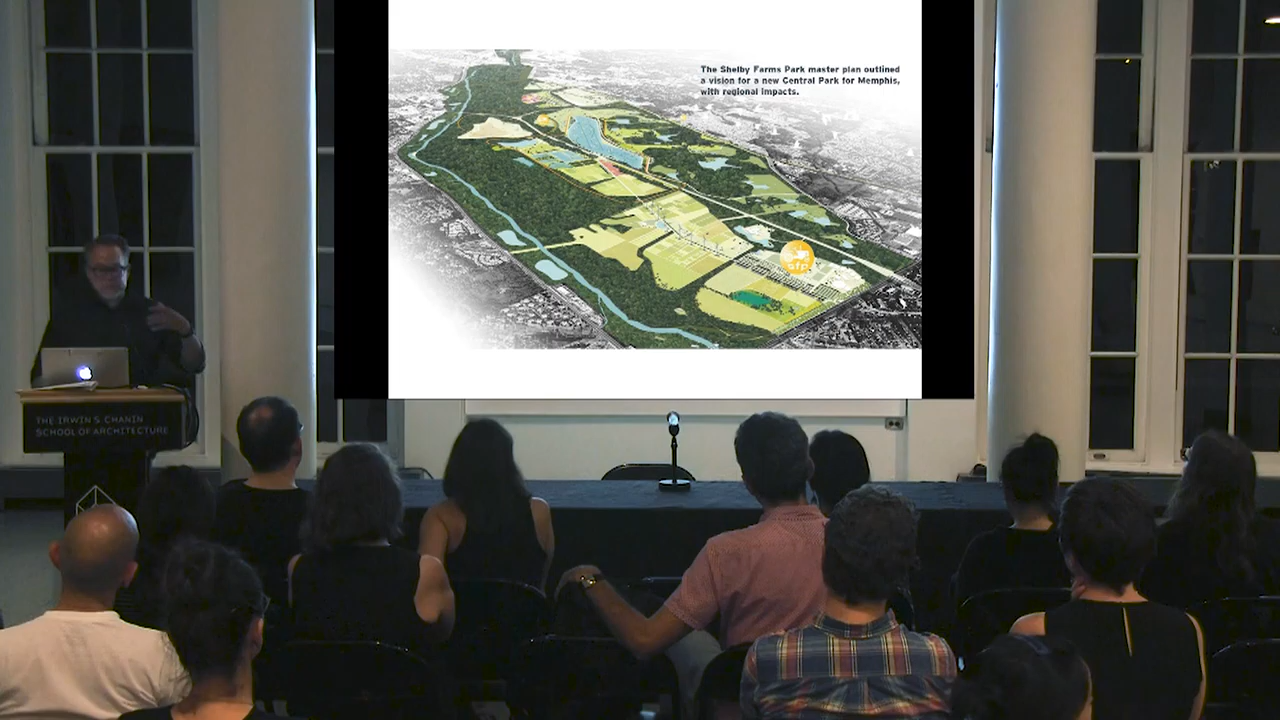 The Shelby Farms Park master plan outlined
a vision for a new Central Park for Memphis,
with regional impacts.
afp
THE IRWIN S. CHANIN
SCHOOL OF ARCHITECTURE